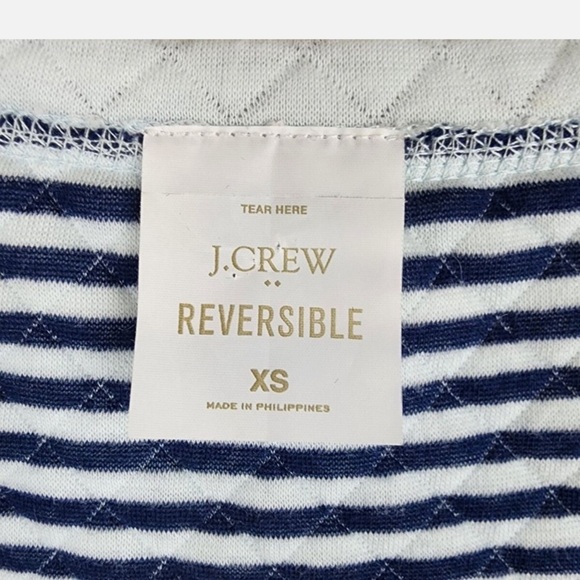 TEAR HERE
J.CREW
REVERSIBLE
XS
MADE IN PHILIPPINES